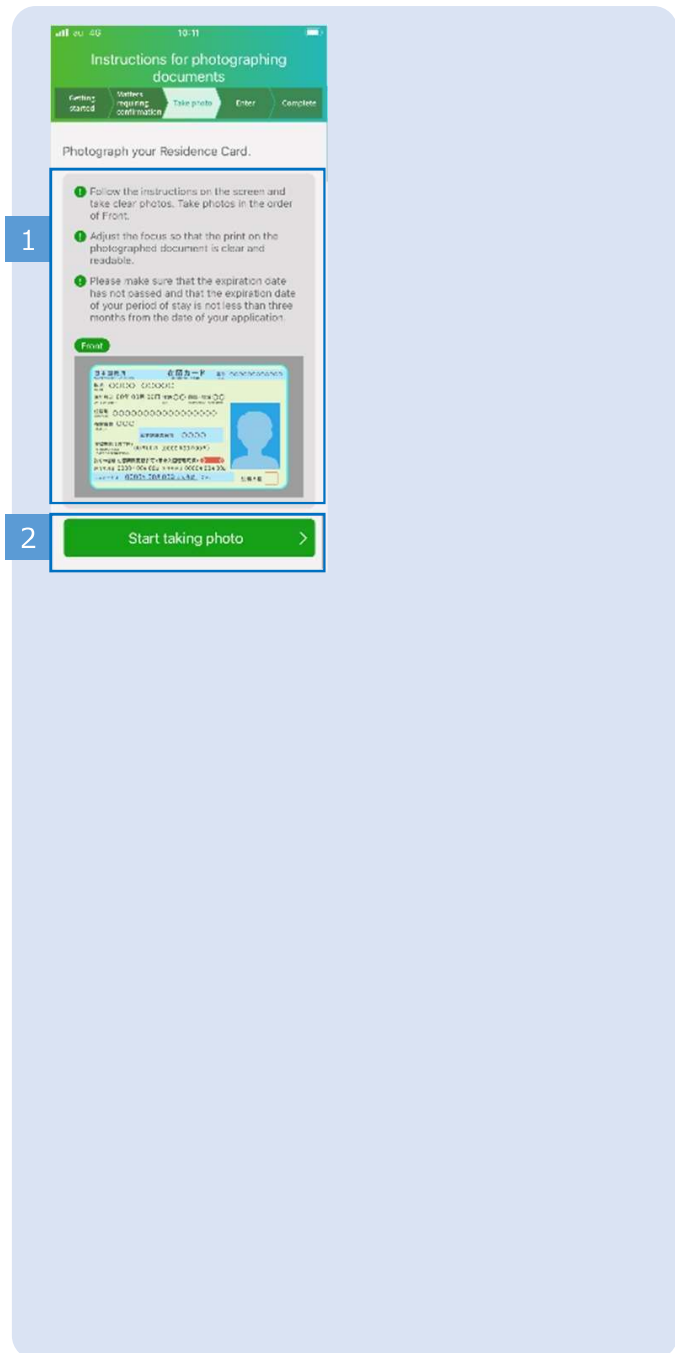 au 4G 10:11
Instructions for photographing
documents
Getting
started
Matters
requiring
confirmation
Take photo
Enter
Complete
Photograph your Residence Card.
1
! Follow the instructions on the screen and
take clear photos. Take photos in the order
of Front.
! Adjust the focus so that the print on the
photographed document is clear and
readable.
! Please make sure that the expiration date
has not passed and that the expiration date
of your period of stay is not less than three
months from the date of your application.
Front
在留カード
2
Start taking photo